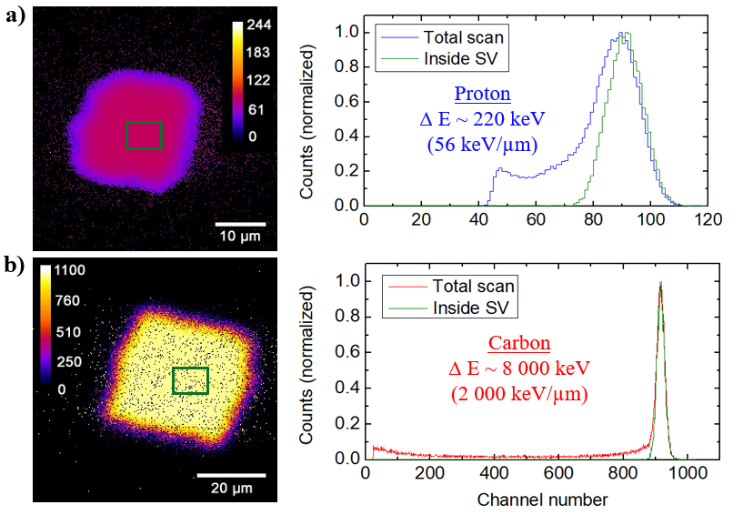 a)
244
183
122
61
0
10 µm
Counts (normalized)
1.0
0.8
0.6
0.4
0.2
0.0
Total scan
Inside SV
Proton
Δ E ~ 220 keV
(56 keV/µm)
0 20 40 60 80 100 120
b)
1100
760
510
250
0
20 µm
Counts (normalized)
1.0
0.8
0.6
0.4
0.2
0.0
Total scan
Inside SV
Carbon
Δ E ~ 8 000 keV
(2 000 keV/µm)
0 200 400 600 800 1000
Channel number